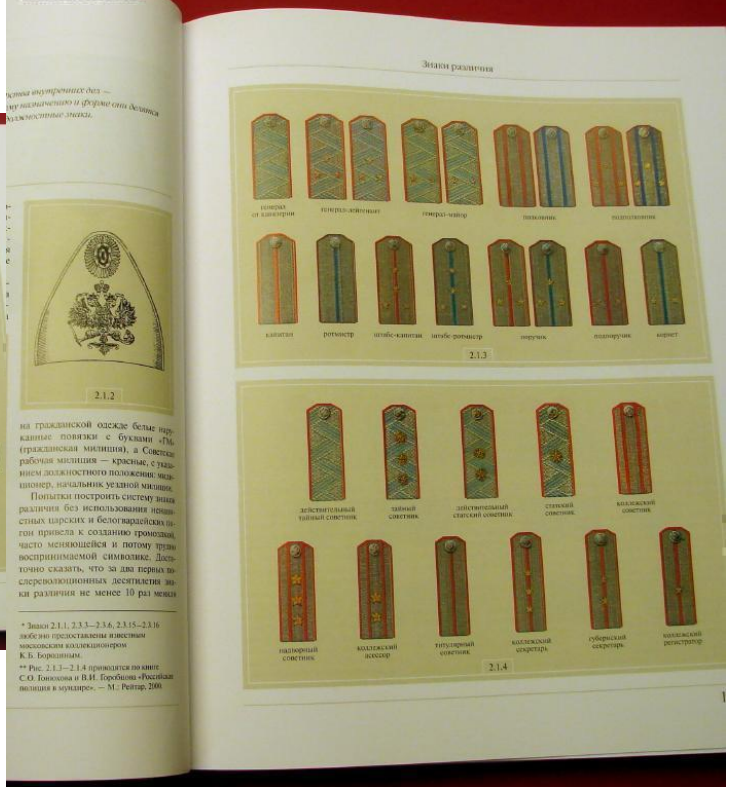 Знаки различия
рства внутренних дел —
му назначению и форме они делятся
должностные знаки.
2.1.2
на гражданской одежде белые нару-
кавные повязки с буквами «ГМ»
(гражданская милиция), а Советская
рабочая милиция — красные, с указа-
нием должностного положения: мили-
ционер, начальник уездной милиции.
Попытки построить систему знаков
различия без использования ненави-
стных царских и белогвардейских по-
гон привела к созданию громоздкой,
часто меняющейся и потому трудно
воспринимаемой символике. Доста-
точно сказать, что за два первых по-
слереволюционных десятилетия зна-
ки различия не менее 10 раз меняли
* Знаки 2.1.1, 2.3.3—2.3.6, 2.3.15—2.3.16
любезно предоставлены известным
московским коллекционером
К.Б. Бородиным.
** Рис. 2.1.3—2.1.4 приводятся по книге
С.О. и В.И. Горобцова «Российская
полиция в мундире». — М.: Рейтар, 2000.
генерал
от кавалерии
генерал-лейтенант
генерал-майор
полковник
подполковник
капитан
ротмистр
штабс-капитан
штабс-ротмистр
поручик
подпоручик
корнет
2.1.3
действительный
тайный советник
тайный
советник
действительный
статский советник
статский
советник
коллежский
советник
надворный
советник
коллежский
асессор
титулярный
советник
коллежский
секретарь
губернский
секретарь
коллежский
регистратор
2.1.4